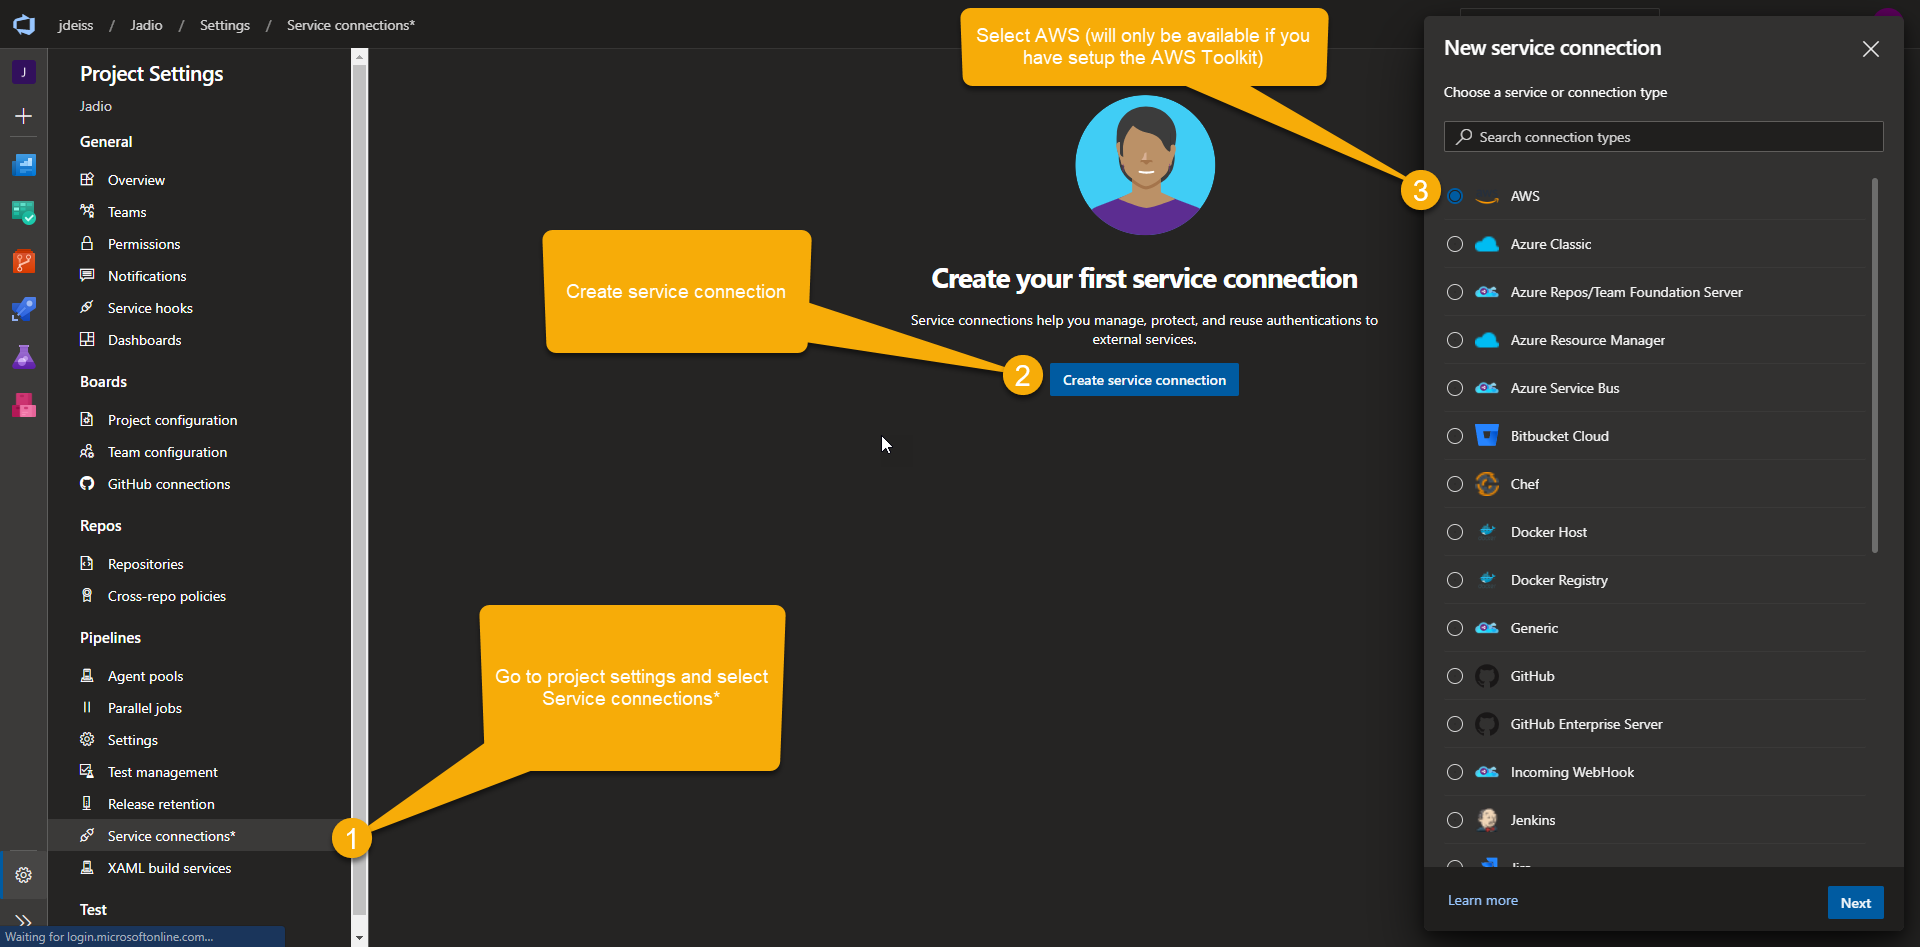 jdeiss / Jadio / Settings / Service connections*
J
Project Settings
Jadio
General
Overview
Teams
Permissions
Notifications
Service hooks
Dashboards
Boards
Project configuration
Team configuration
GitHub connections
Repos
Repositories
Cross-repo policies
Pipelines
Agent pools
Parallel jobs
Settings
Test management
Release retention
Service connections*
XAML build services
Test
Waiting for login.microsoftonline.com...
1
Go to project settings and select
Service connections*
Create service connection
2
Create your first service connection
Service connections help you manage, protect, and reuse authentications to
external services.
Create service connection
Select AWS (will only be available if you
have setup the AWS Toolkit)
3
New service connection
Choose a service or connection type
Search connection types
AWS
Azure Classic
Azure Repos/Team Foundation Server
Azure Resource Manager
Azure Service Bus
Bitbucket Cloud
Chef
Docker Host
Docker Registry
Generic
GitHub
GitHub Enterprise Server
Incoming WebHook
Jenkins
Learn more
Next